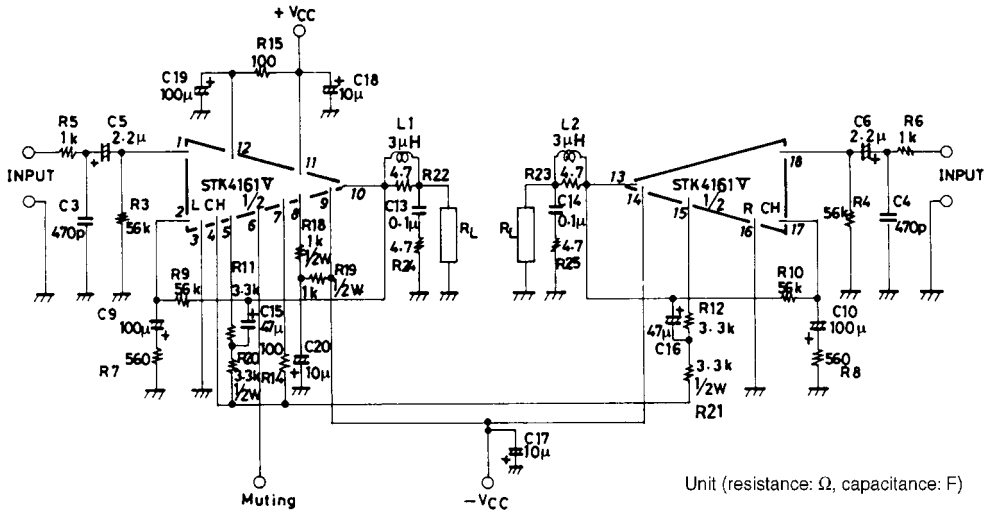 + VCC
R15
100
C19
100μ
C18
10μ
R5
1k
C5
2.2μ
INPUT
C3
470p
R3
56k
1
12
11
STK4161V
1/2
L CH
2
3
4
5
6
7
8
9
10
L1
3μH
4.7
R22
C13
0.1μ
4.7
R24
RL
R18
1k
1/2W
R19
1k
1/2W
R9
56k
R11
3.3k
C9
100μ
R7
560
C15
47μ
R20
3.3k
1/2W
100
R14
C20
10μ
L2
3μH
R23
4.7
C14
0.1μ
4.7
R25
RL
13
14
STK4161V
1/2
15
R CH
16
17
18
C6
2.2μ
R6
1k
INPUT
R4
56k
C4
470p
R10
56k
R12
3.3k
47μ
C16
C10
100μ
560
R8
3.3k
1/2W
R21
C17
10μ
Muting
−VCC
Unit (resistance: Ω, capacitance: F)